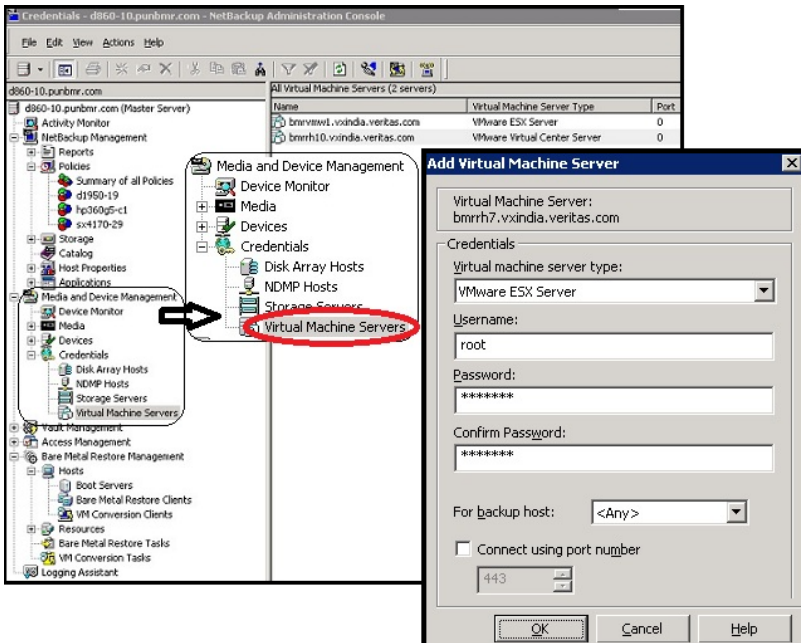 Credentials - d860-10.punbmr.com - NetBackup Administration Console
File Edit View Actions Help
d860-10.punbmr.com
d860-10.punbmr.com (Master Server)
Activity Monitor
NetBackup Management
Reports
Policies
Summary of all Policies
d1950-19
hp360g5-c1
sx4170-29
Storage
Catalog
Host Properties
Applications
Media and Device Management
Device Monitor
Media
Devices
Credentials
Disk Array Hosts
NDMP Hosts
Storage Servers
Virtual Machine Servers
Vault Management
Access Management
Bare Metal Restore Management
Hosts
Boot Servers
Bare Metal Restore Clients
VM Conversion Clients
Resources
Bare Metal Restore Tasks
VM Conversion Tasks
Logging Assistant
All Virtual Machine Servers (2 servers)
Name Virtual Machine Server Type Port
bmrvmw1.vxindia.veritas.com VMware ESX Server 0
bmrrh10.vxindia.veritas.com VMware Virtual Center Server 0
Media and Device Management
Device Monitor
Media
Devices
Credentials
Disk Array Hosts
NDMP Hosts
Storage Servers
Virtual Machine Servers
Add Virtual Machine Server
Virtual Machine Server:
bmrrh7.vxindia.veritas.com
Credentials
Virtual machine server type:
VMware ESX Server
Username:
root
Password:
*******
Confirm Password:
*******
For backup host: <Any>
Connect using port number
443
OK Cancel Help